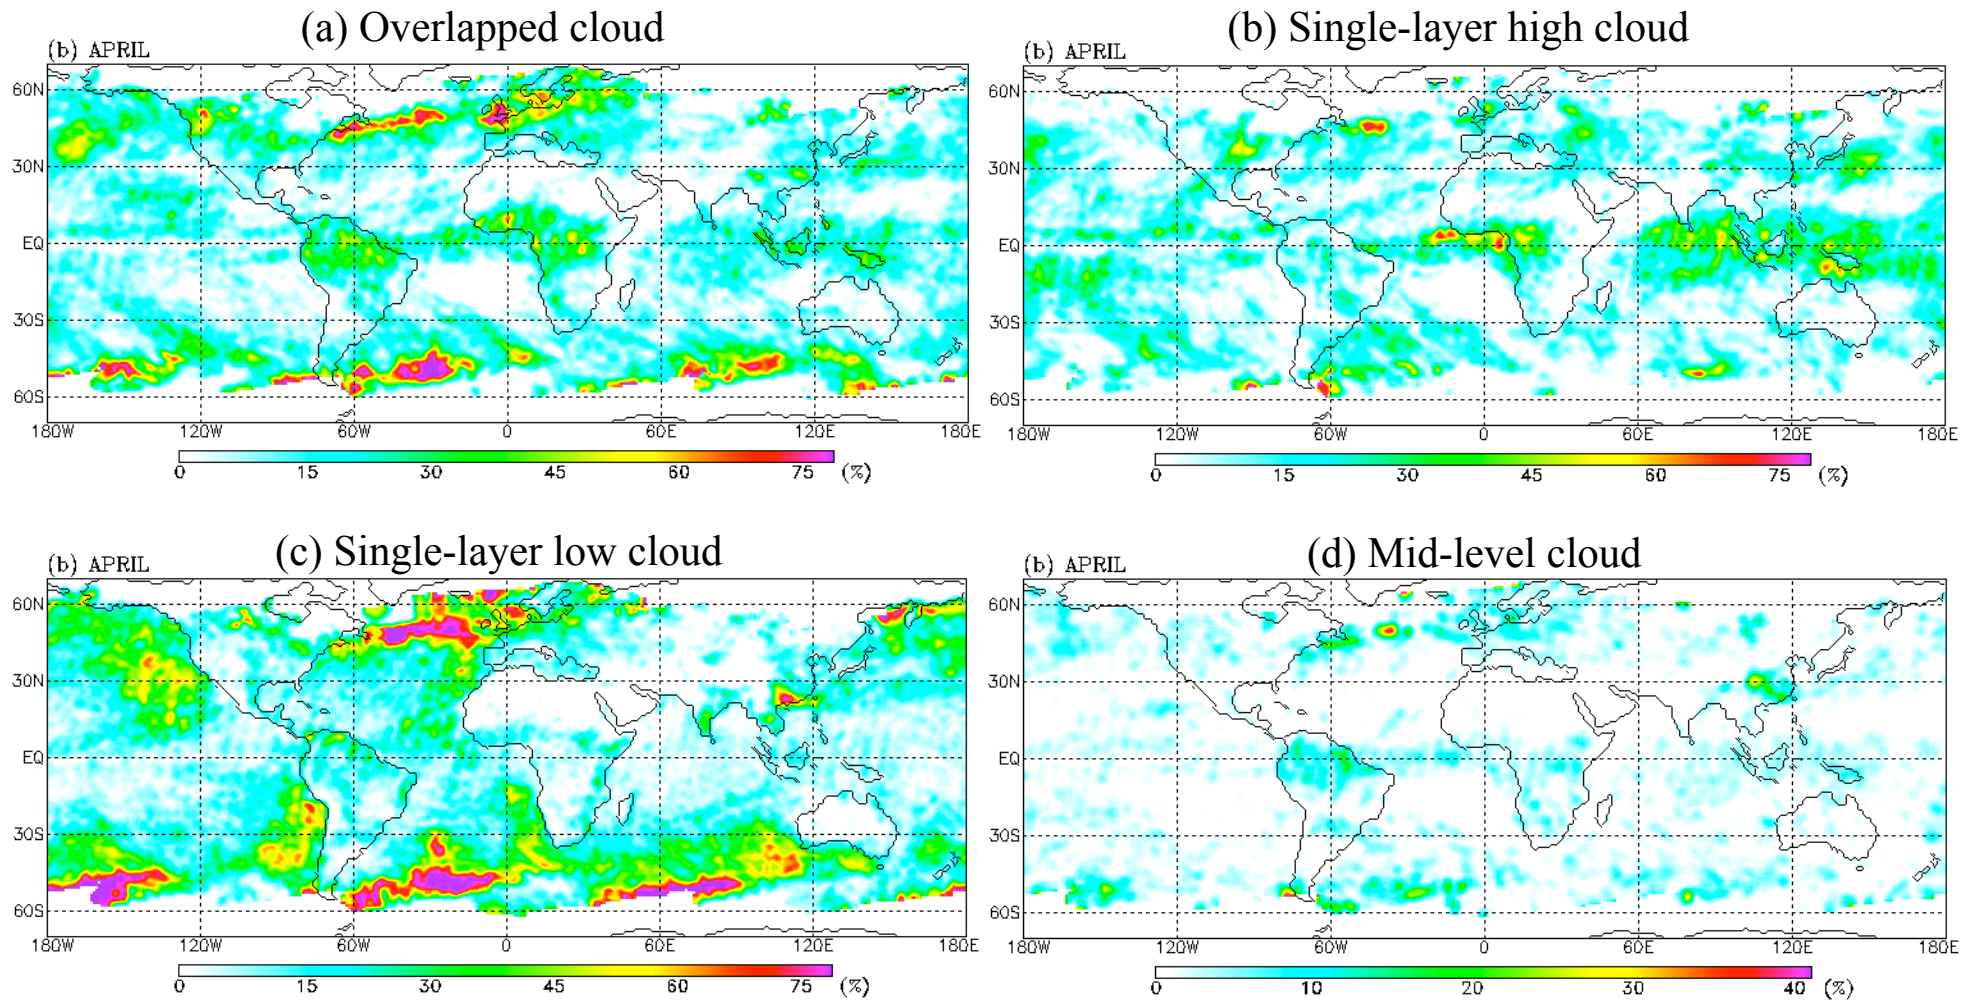 (a) Overlapped cloud
(b) APRIL
60N
30N
EQ
30S
60S
180W 120W 60W 0 60E 120E 180E
0 15 30 45 60 75 (%)
(b) Single-layer high cloud
(b) APRIL
60N
30N
EQ
30S
60S
180W 120W 60W 0 60E 120E 180E
0 15 30 45 60 75 (%)
(c) Single-layer low cloud
(b) APRIL
60N
30N
EQ
30S
60S
180W 120W 60W 0 60E 120E 180E
0 15 30 45 60 75 (%)
(d) Mid-level cloud
(b) APRIL
60N
30N
EQ
30S
60S
180W 120W 60W 0 60E 120E 180E
0 10 20 30 40 (%)